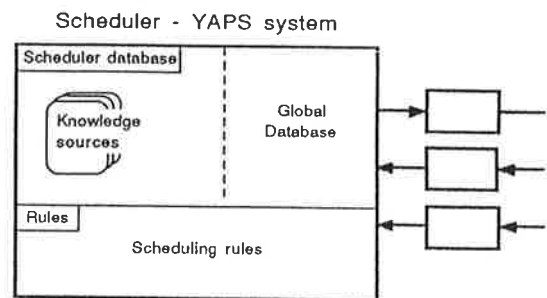 Scheduler - YAPS system
Scheduler database
Knowledge
sources
Global
Database
Rules
Scheduling rules